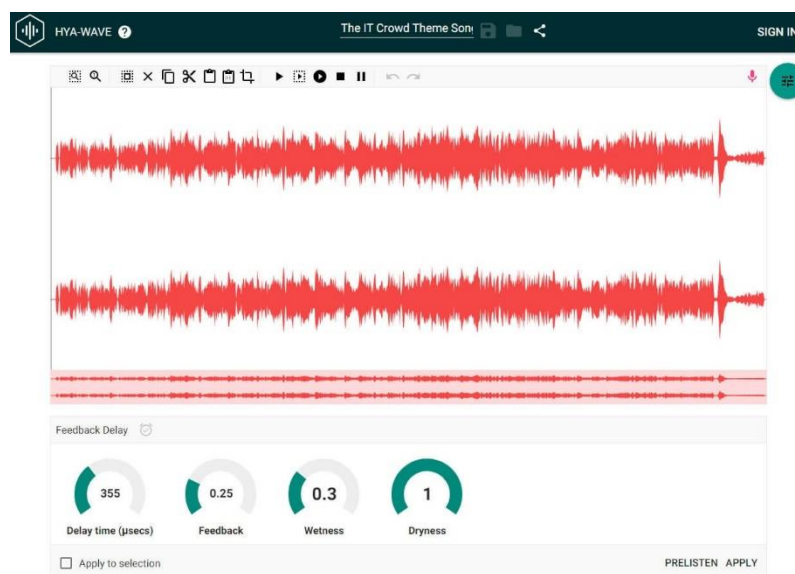 HYA-WAVE ?
The IT Crowd Theme Song
SIGN IN
Feedback Delay
355
0.25
0.3
1
Delay time (µsecs)
Feedback
Wetness
Dryness
Apply to selection
PRELISTEN APPLY